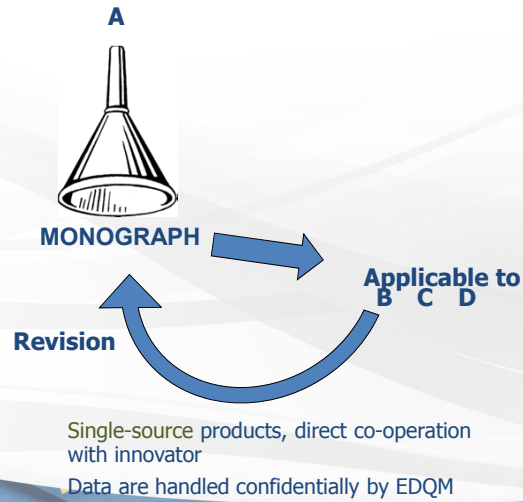 A
MONOGRAPH
Applicable to
B C D
Revision
Single-source products, direct co-operation
with innovator
Data are handled confidentially by EDQM